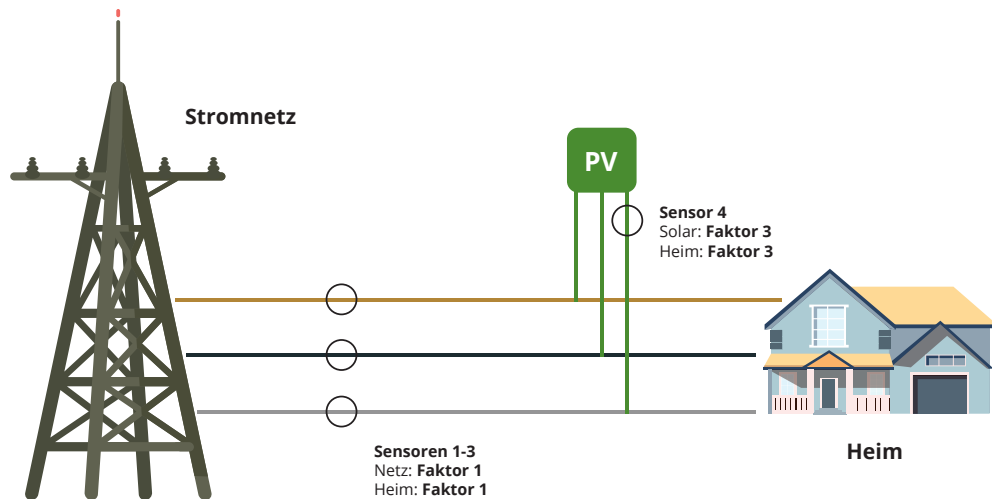 Stromnetz
PV
Sensor 4
Solar: Faktor 3
Heim: Faktor 3
Sensoren 1-3
Netz: Faktor 1
Heim: Faktor 1
Heim